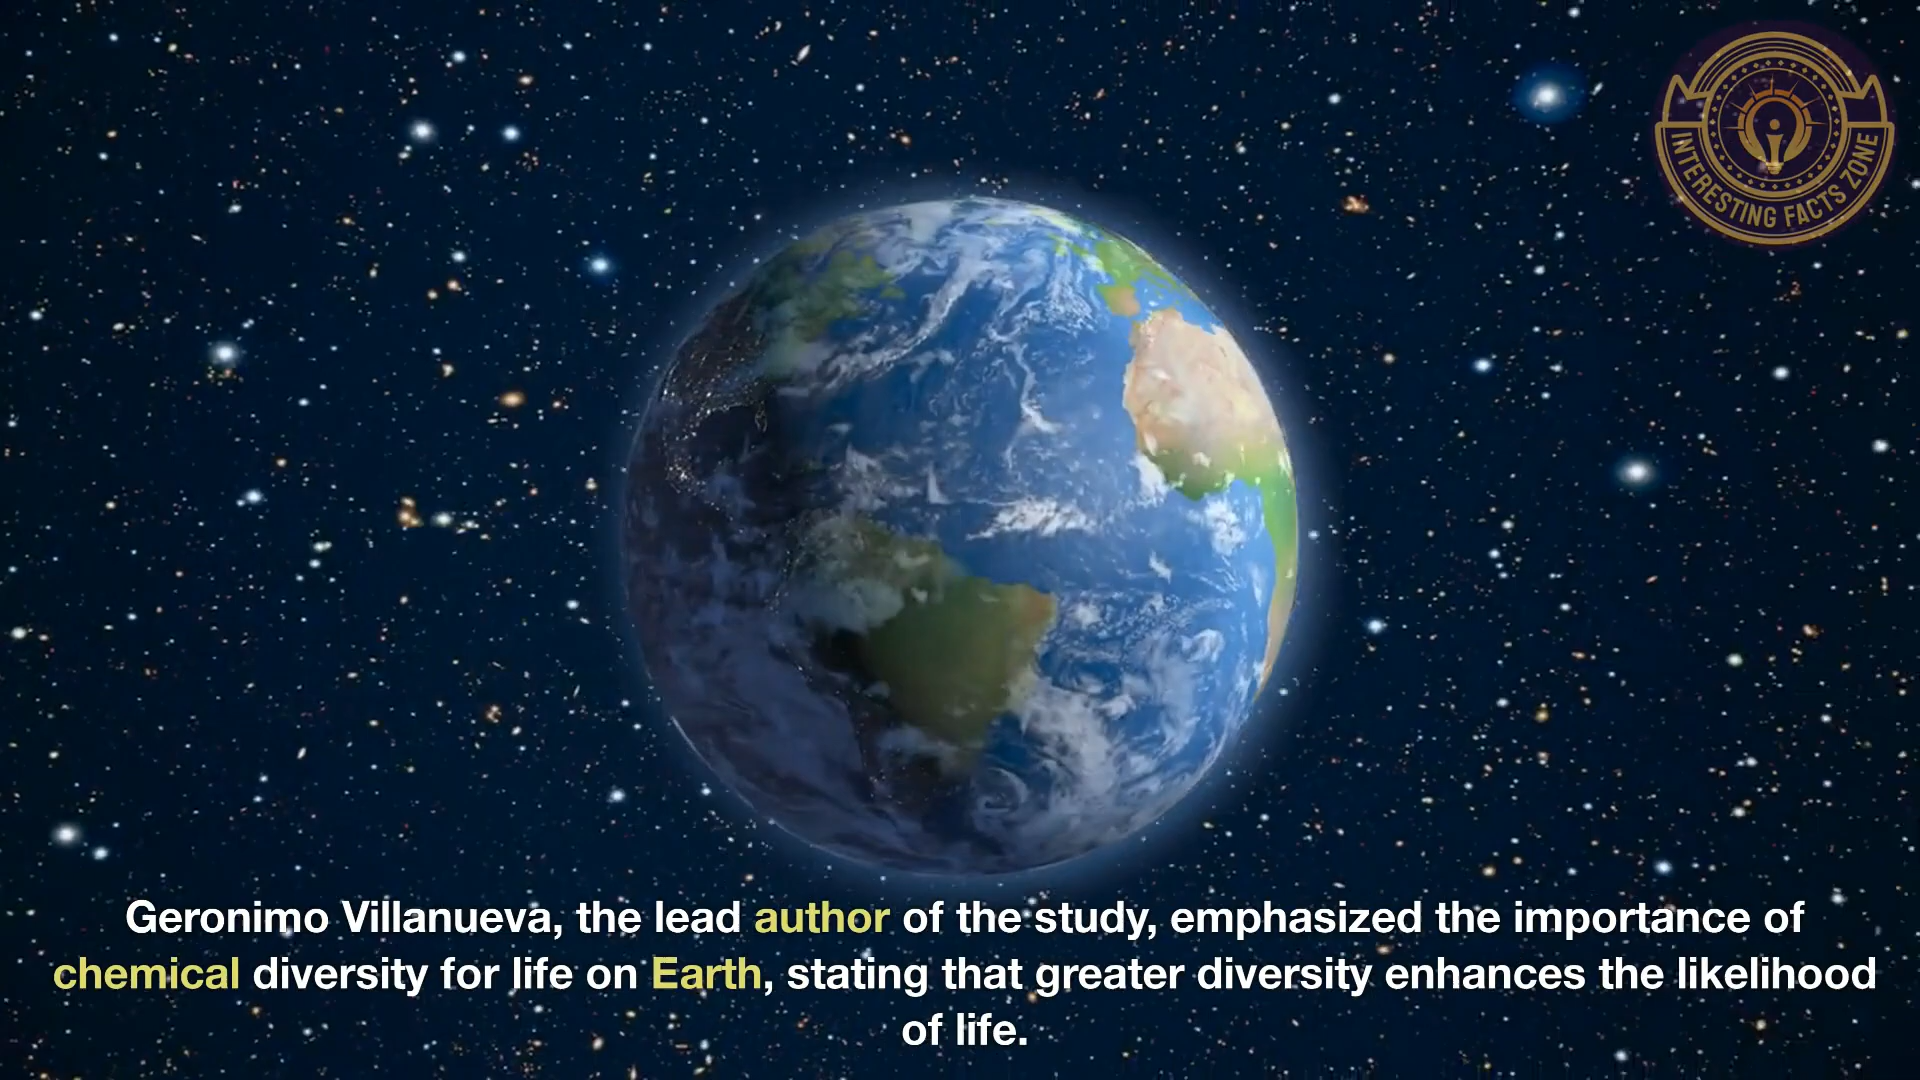 INTERESTING FACTS ZONE
Geronimo Villanueva, the lead author of the study, emphasized the importance of
chemical diversity for life on Earth, stating that greater diversity enhances the likelihood
of life.